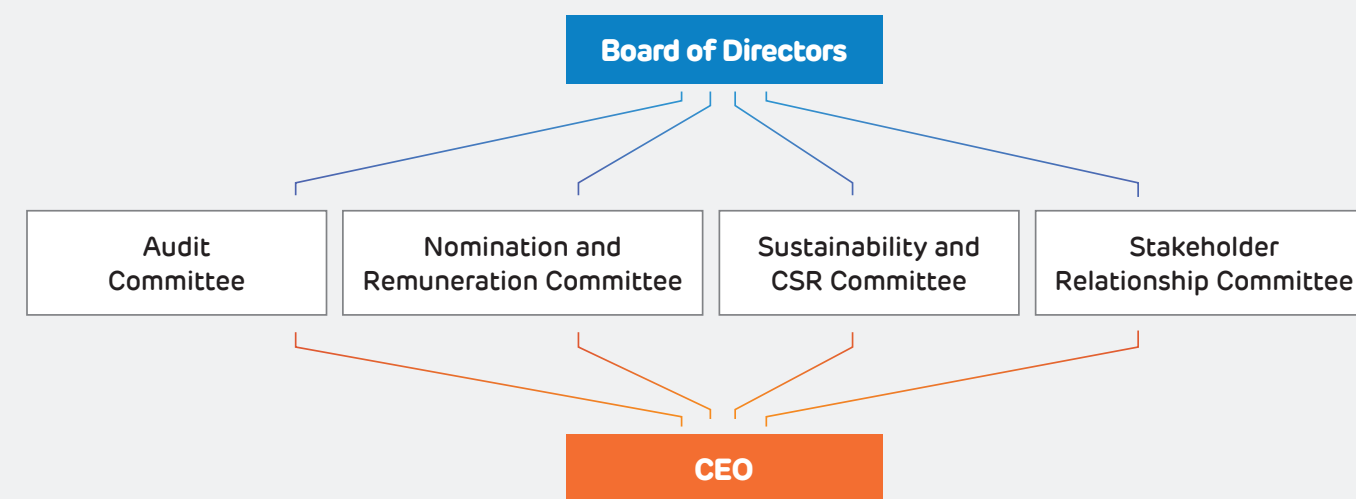 Board of Directors
Audit
Committee
Nomination and
Remuneration Committee
Sustainability and
CSR Committee
Stakeholder
Relationship Committee
CEO